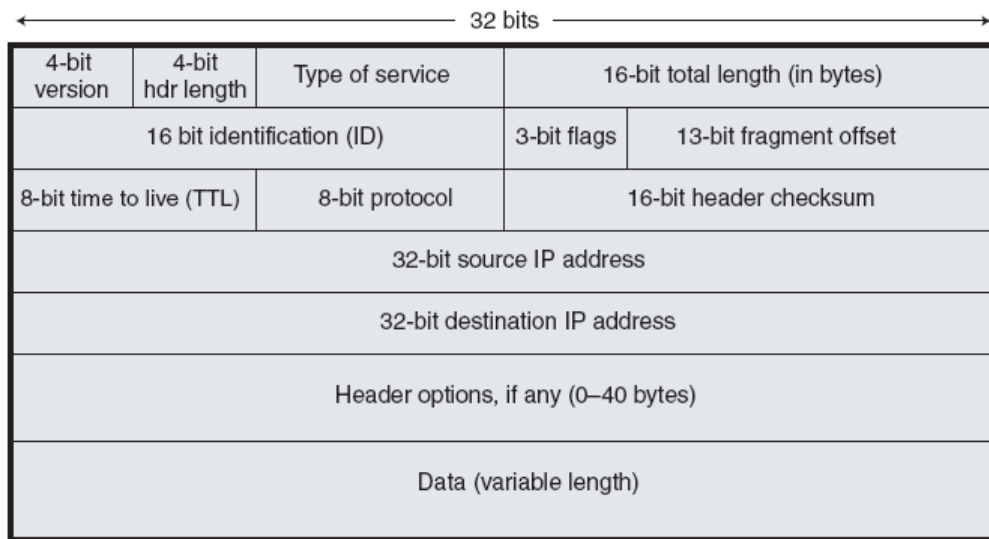 32 bits
4-bit
version
4-bit
hdr length
Type of service
16-bit total length (in bytes)
16 bit identification (ID)
3-bit flags
13-bit fragment offset
8-bit time to live (TTL)
8-bit protocol
16-bit header checksum
32-bit source IP address
32-bit destination IP address
Header options, if any (0–40 bytes)
Data (variable length)